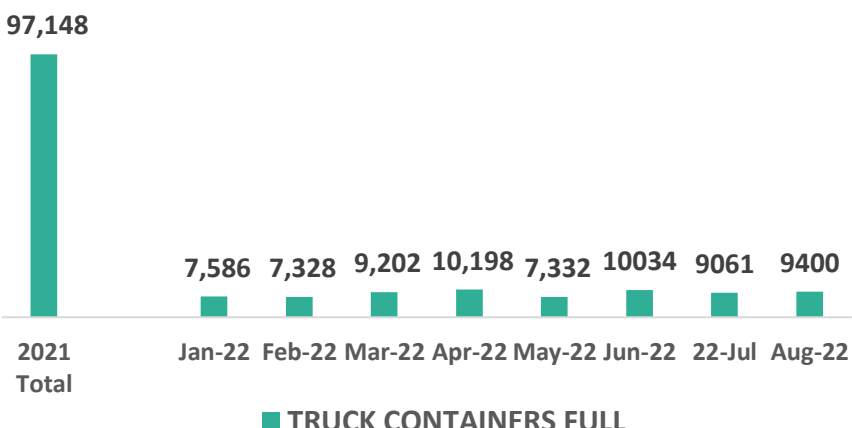 97,148
7,586 7,328 9,202 10,198 7,332 10034 9061 9400
2021 Total
Jan-22 Feb-22 Mar-22 Apr-22 May-22 Jun-22 22-Jul Aug-22
TRUCK CONTAINERS FULL